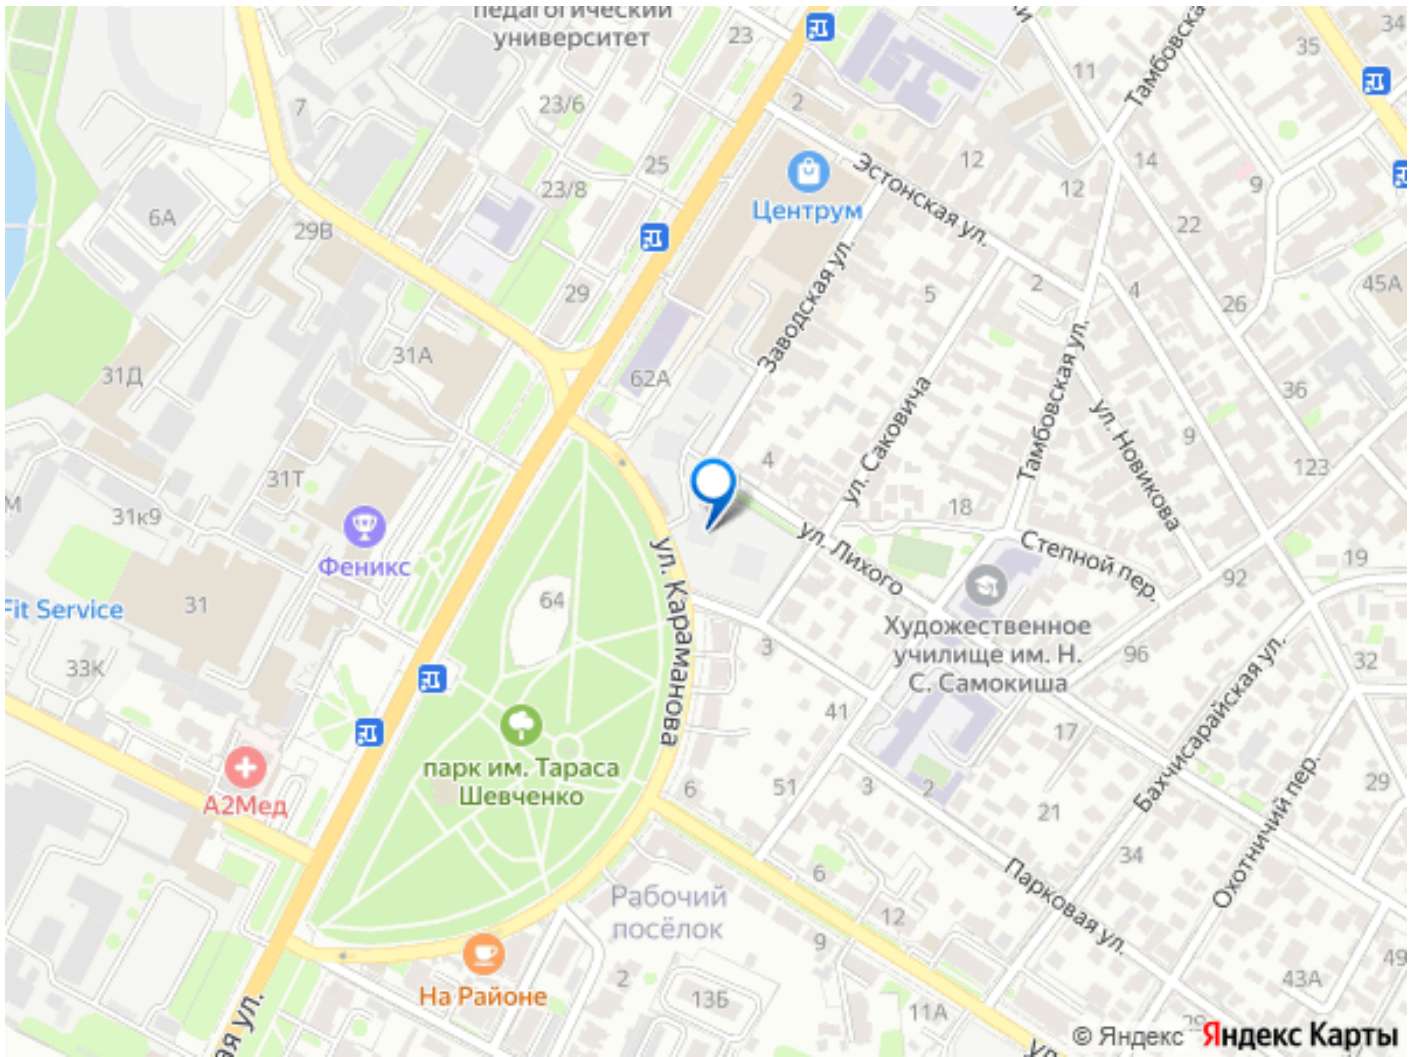 педагогический
университет
23
2
23/6
7
25
23/8
6А
29В
29
31А
31Д
62А
31Т
31к9
М
Феникс
31
Fit Service
33К
А2Мед
64
парк им. Тараса
Шевченко
ул. Караманова
На Районе
Рабочий
посёлок
2
13Б
Центрум
Эстонская ул.
Заводская ул.
ул. Саковича
Тамбовская ул.
ул. Новикова
Тамбовска
11
12
12
14
9
22
26
5
2
4
35
34
45А
36
9
123
4
18
ул. Лихого
Степной пер.
19
92
Художественное
училище им. Н.
С. Самокиша
96
32
3
41
17
Бахчисарайская ул.
6
51
3
2
21
29
34
Охотничий пер.
6
Парковая ул.
12
9
49
43А
11А
29
ая ул.
ул
© Яндекс Яндекс Карты